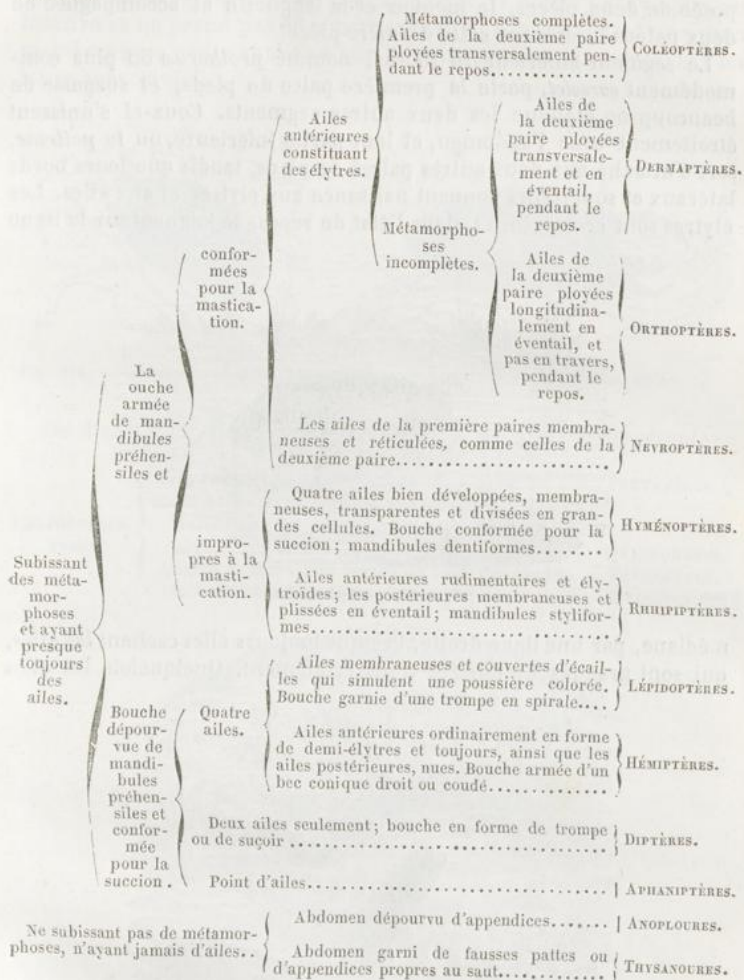 Métamorphoses complètes.
Ailes de la deuxième paire
ployées transversalement pen-
dant le repos............... COLÉOPTÈRES.
Ailes
antérieures
constituant
des élytres.
Ailes de
la deuxième
paire ployées
transversale-
ment et en
éventail,
pendant le
repos.
DERMAPTÈRES.
Métamorpho-
ses
incomplètes.
Ailes de
la deuxième
paire ployées
longitudina-
lement en
éventail, et
pas en travers,
pendant le
repos.
ORTHOPTÈRES.
confor-
mées
pour la
mastica-
tion.
La
ouche
armée
de man-
dibules
préhen-
siles et
Les ailes de la première paires membra-
neuses et réticulées, comme celles de la
deuxième paire........................ NEVROPTÈRES.
Quatre ailes bien développées, membra-
neuses, transparentes et divisées en gran-
des cellules. Bouche conformée pour la
succion; mandibules dentiformes........ HYMÉNOPTÈRES.
impro-
pres à la
masti-
cation.
Ailes antérieures rudimentaires et ély-
troïdes; les postérieures membraneuses et
plissées en éventail; mandibules stylifor-
mes.................................. RHIPIPTÈRES.
Subissant
des méta-
mor-
phoses
et ayant
presque
toujours
des
ailes.
Ailes membraneuses et couvertes d'écail-
les qui simulent une poussière colorée.
Bouche garnie d'une trompe en spirale.... LÉPIDOPTÈRES.
Bouche
dépour-
vue de
mandi-
bules
préhen-
siles et
confor-
mée
pour la
succion.
Quatre
ailes.
Ailes antérieures ordinairement en forme
de demi-élytres et toujours, ainsi que les
ailes postérieures, nues. Bouche armée d'un
bec conique droit ou coudé.............. HÉMIPTÈRES.
Deux ailes seulement; bouche en forme de trompe
ou de suçoir ................................ DIPTÈRES.
Point d'ailes.................................. APHANIPTÈRES.
Ne subissant pas de métamor-
phoses, n'ayant jamais d'ailes..
Abdomen dépourvu d'appendices....... ANOPLOURES.
Abdomen garni de fausses pattes ou
d'appendices propres au saut........... THYSANOURES.